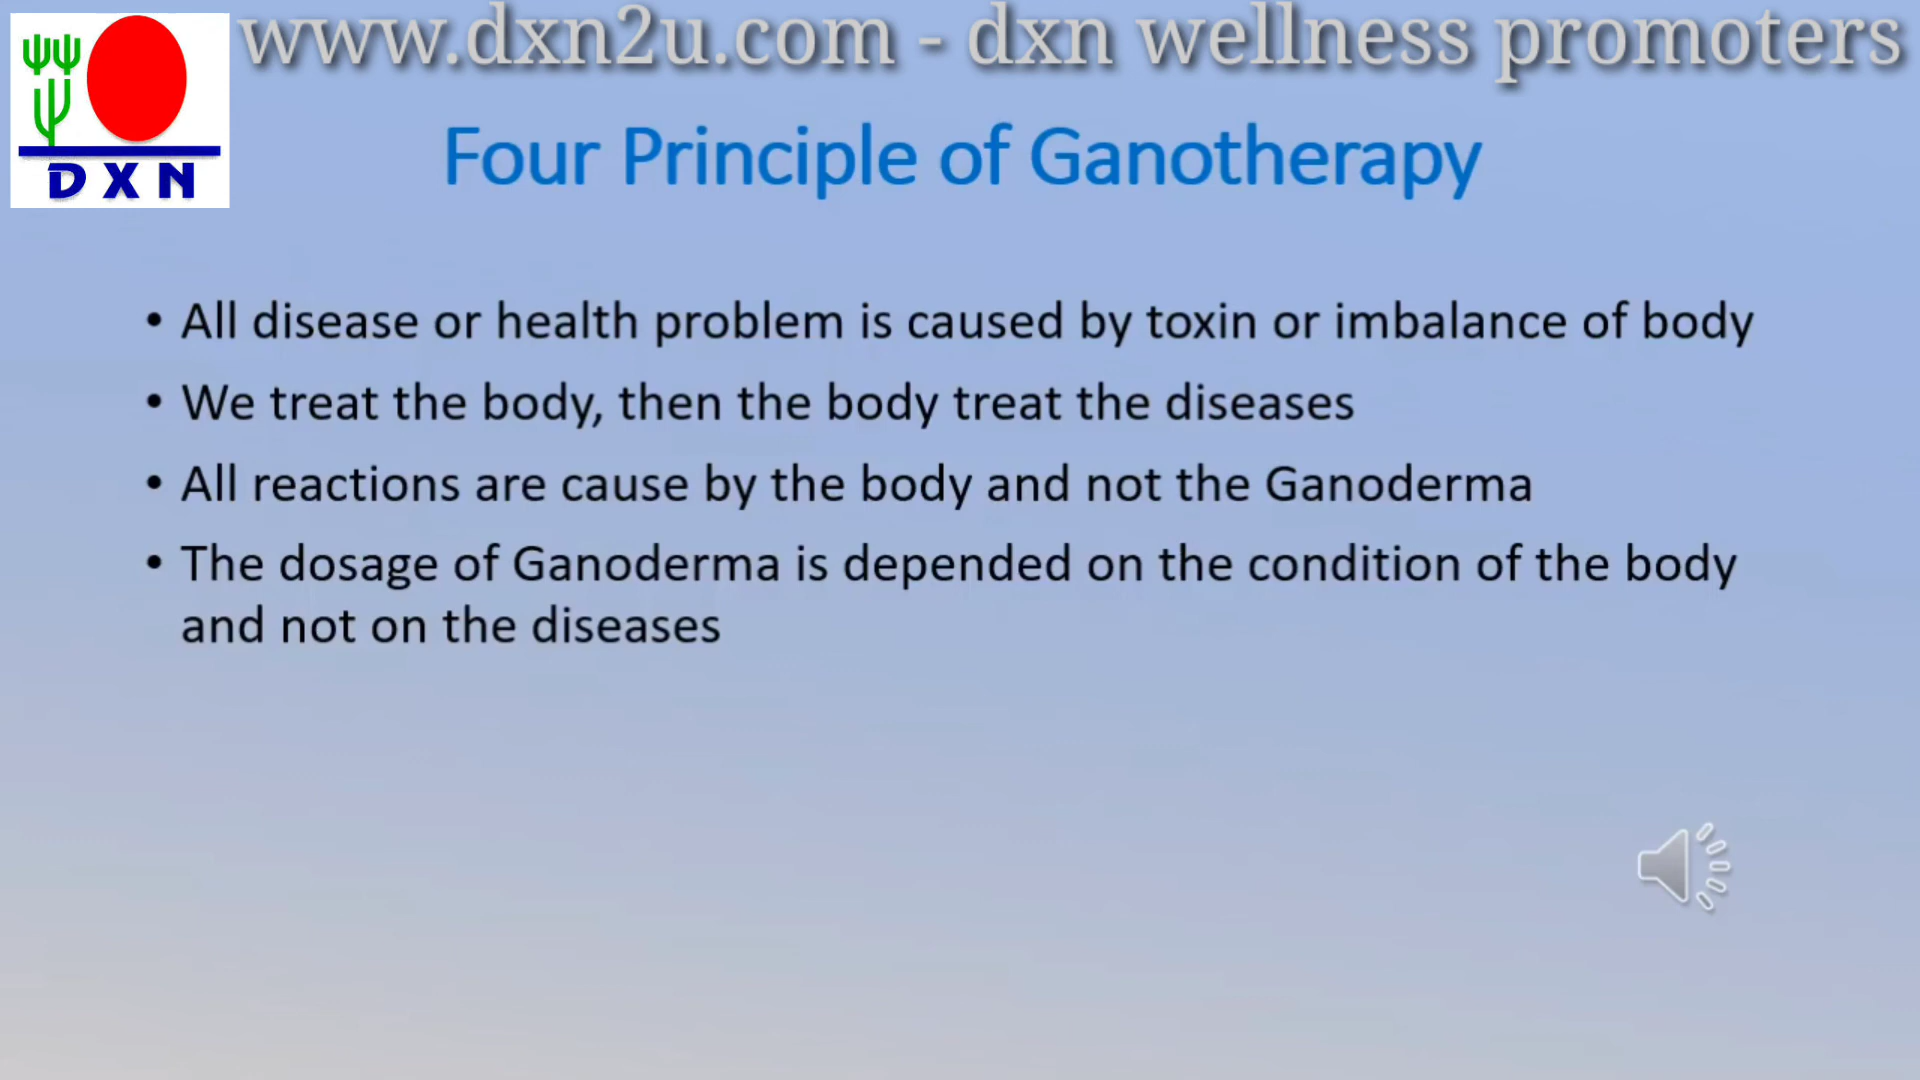 www.dxn2u.com - dxn wellness promoters
DXN
Four Principle of Ganotherapy
• All disease or health problem is caused by toxin or imbalance of body
• We treat the body, then the body treat the diseases
• All reactions are cause by the body and not the Ganoderma
• The dosage of Ganoderma is depended on the condition of the body
and not on the diseases